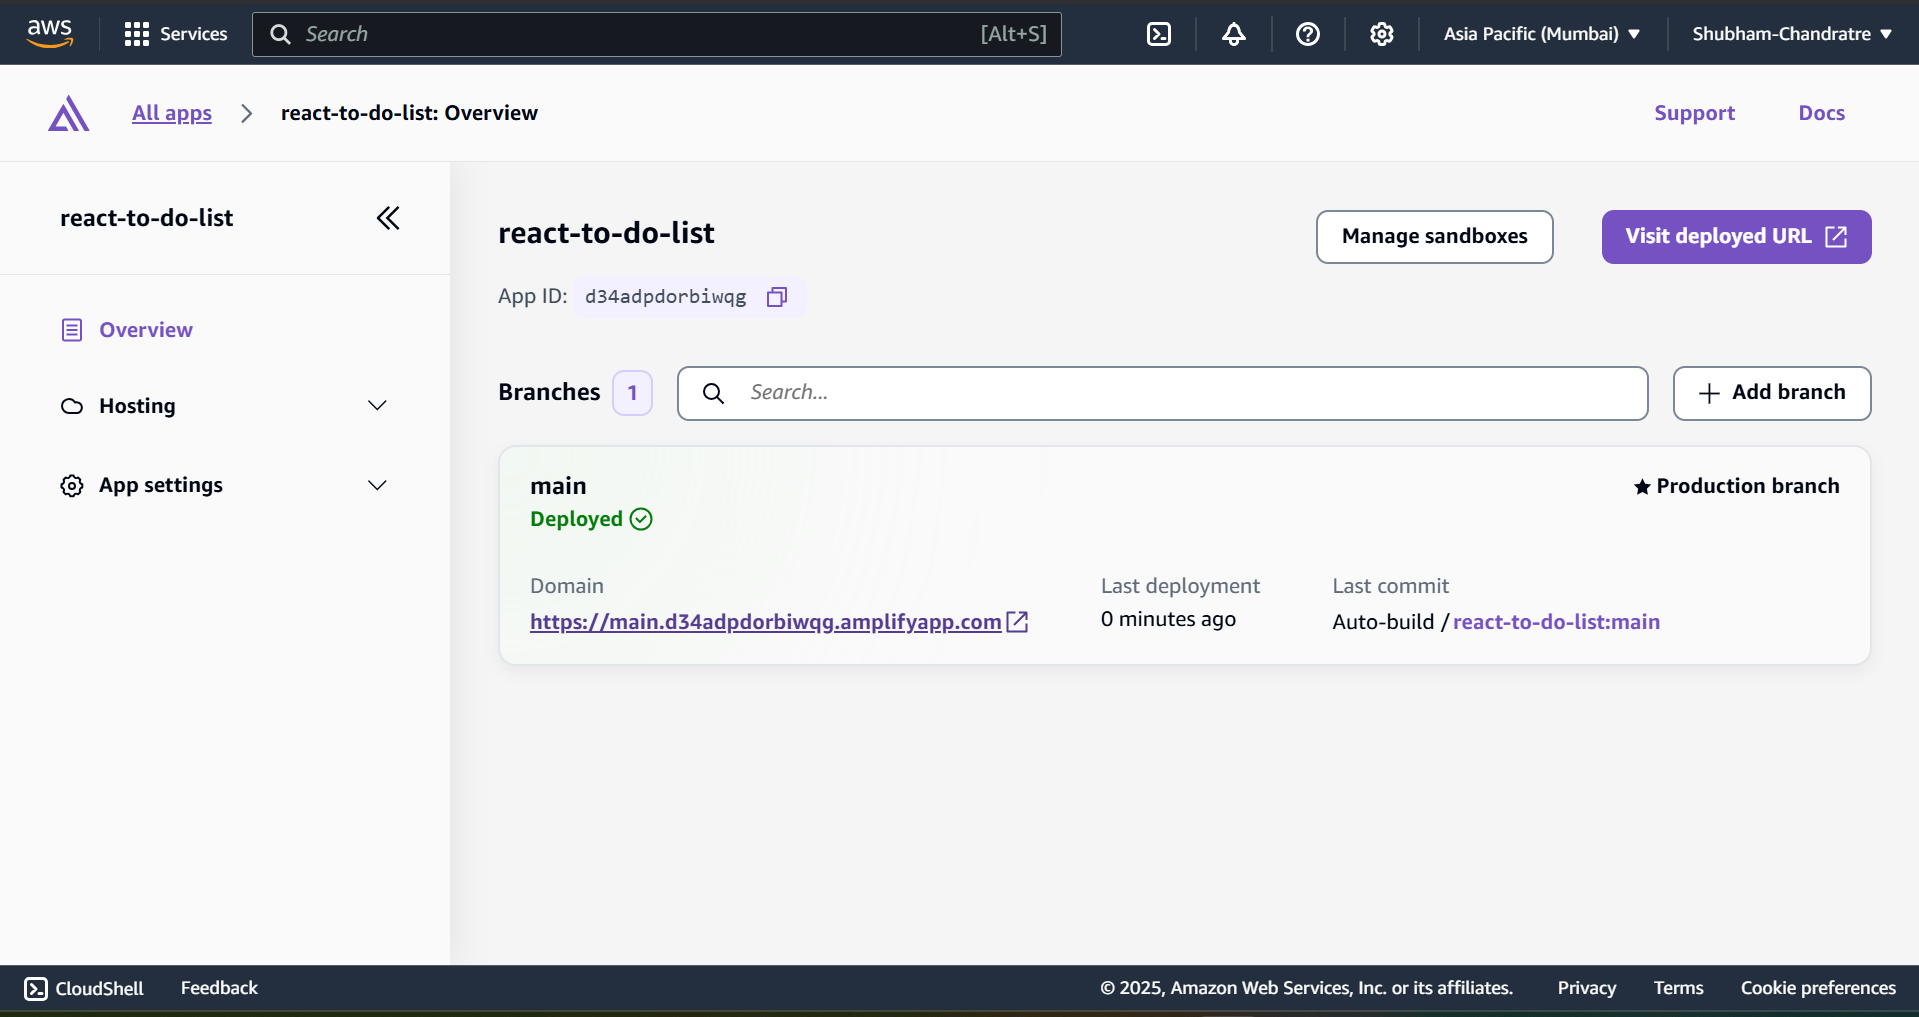 aws Services Search [Alt+S] Asia Pacific (Mumbai) Shubham-Chandratre
All apps react-to-do-list: Overview Support Docs
react-to-do-list
Overview
Hosting
App settings
react-to-do-list Manage sandboxes Visit deployed URL
App ID: d34adpdorbiwqg
Branches 1 Search... Add branch
main Production branch
Deployed
Domain Last deployment Last commit
https://main.d34adpdorbiwqg.amplifyapp.com 0 minutes ago Auto-build / react-to-do-list:main
CloudShell Feedback © 2025, Amazon Web Services, Inc. or its affiliates. Privacy Terms Cookie preferences